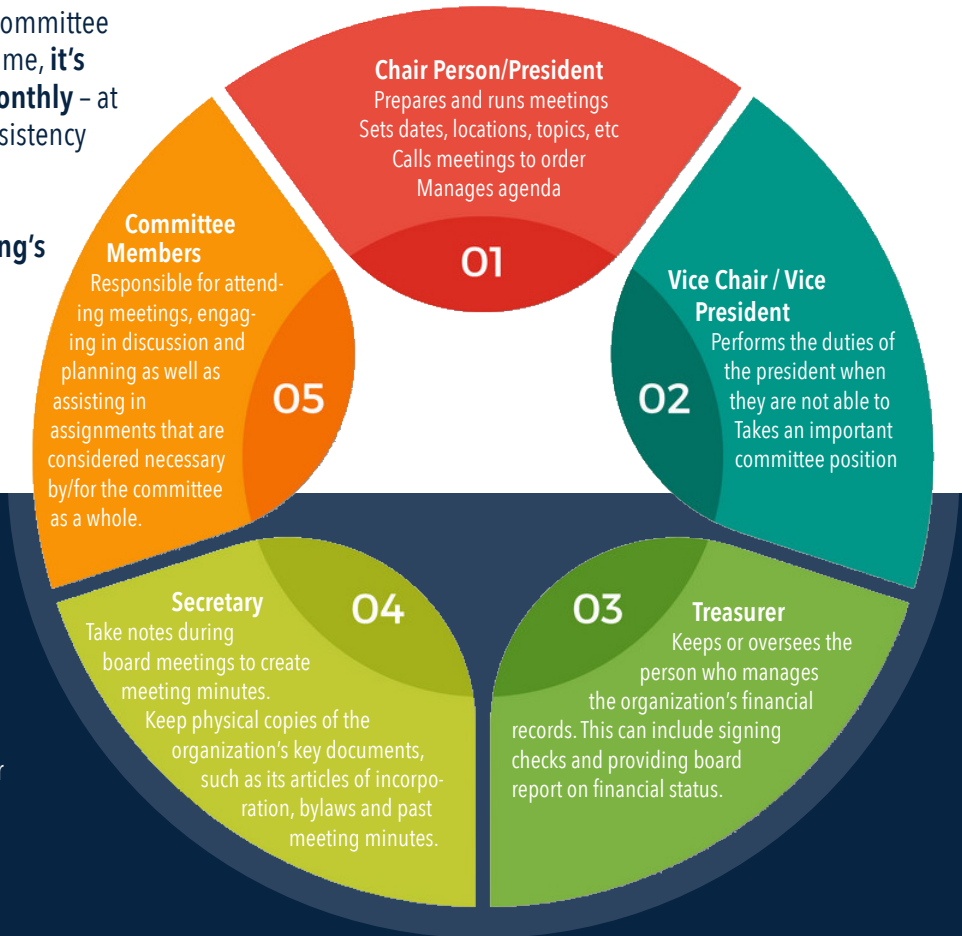 ommittee
me, it's
onthly – at
sistency
ng's
r
Chair Person/President
Prepares and runs meetings
Sets dates, locations, topics, etc
Calls meetings to order
Manages agenda
01
Vice Chair / Vice
President
Performs the duties of
the president when
they are not able to
Takes an important
committee position
02
Treasurer
Keeps or oversees the
person who manages
the organization's financial
records. This can include signing
checks and providing board
report on financial status.
03
Secretary
Take notes during
board meetings to create
meeting minutes.
Keep physical copies of the
organization's key documents,
such as its articles of incorpo-
ration, bylaws and past
meeting minutes.
04
Committee
Members
Responsible for attend-
ing meetings, engag-
ing in discussion and
planning as well as
assisting in
assignments that are
considered necessary
by/for the committee
as a whole.
05